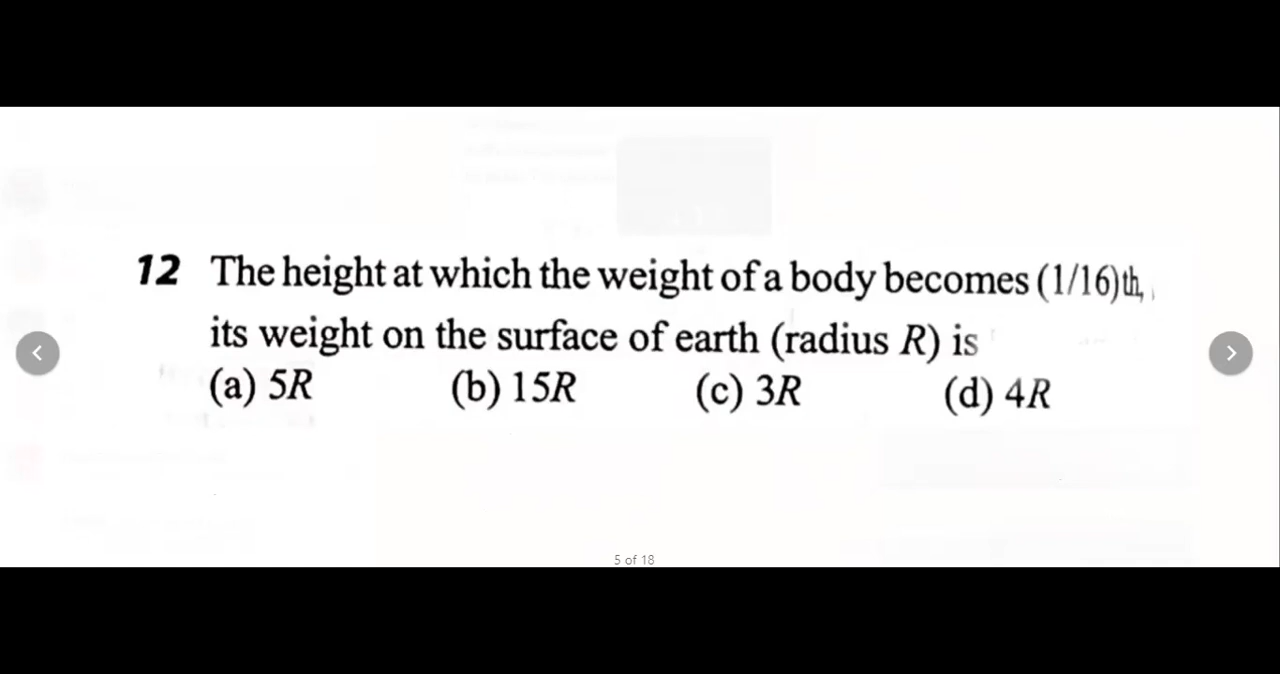 12 The height at which the weight of a body becomes (1/16)th,
its weight on the surface of earth (radius R) is
(a) 5R (b) 15R (c) 3R (d) 4R
5 of 18